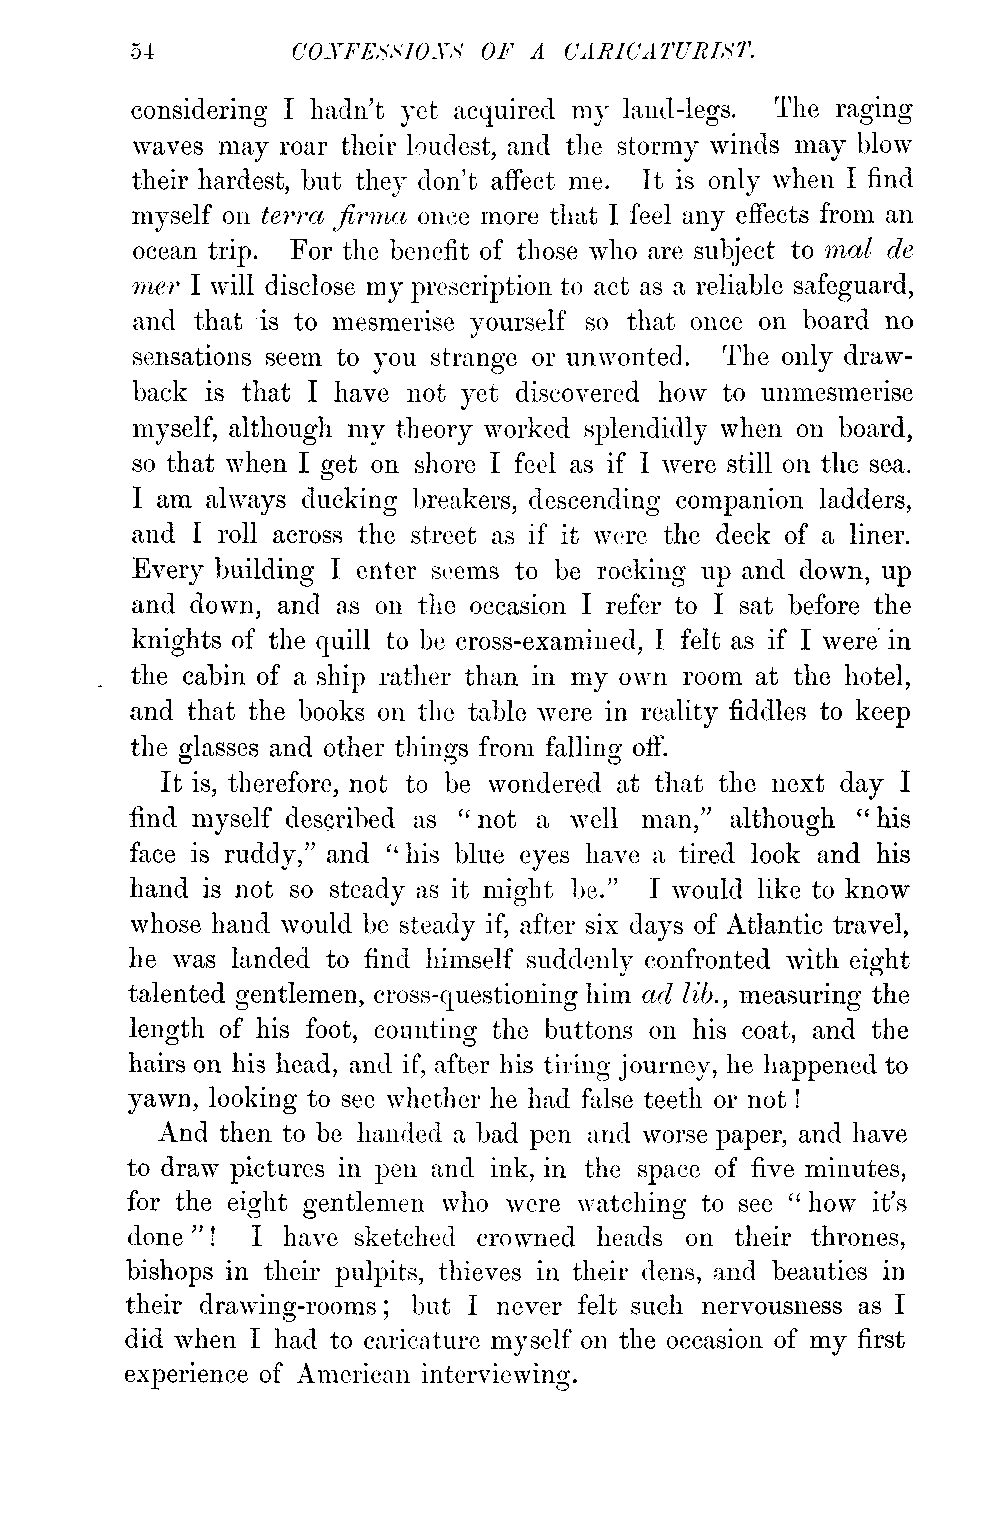 54 CONFESSIONS OF A CARICATURIST.
considering I hadn't yet acquired my land-legs. The raging
waves may roar their loudest, and the stormy winds may blow
their hardest, but they don't affect me. It is only when I find
myself on terra firma once more that I feel any effects from an
ocean trip. For the benefit of those who are subject to mal de
mer I will disclose my prescription to act as a reliable safeguard,
and that is to mesmerise yourself so that once on board no
sensations seem to you strange or unwonted. The only draw-
back is that I have not yet discovered how to unmesmerise
myself, although my theory worked splendidly when on board,
so that when I get on shore I feel as if I were still on the sea.
I am always ducking breakers, descending companion ladders,
and I roll across the street as if it were the deck of a liner.
Every building I enter seems to be rocking up and down, up
and down, and as on the occasion I refer to I sat before the
knights of the quill to be cross-examined, I felt as if I were in
the cabin of a ship rather than in my own room at the hotel,
and that the books on the table were in reality fiddles to keep
the glasses and other things from falling off.
It is, therefore, not to be wondered at that the next day I
find myself described as "not a well man," although "his
face is ruddy," and "his blue eyes have a tired look and his
hand is not so steady as it might be." I would like to know
whose hand would be steady if, after six days of Atlantic travel,
he was landed to find himself suddenly confronted with eight
talented gentlemen, cross-questioning him ad lib., measuring the
length of his foot, counting the buttons on his coat, and the
hairs on his head, and if, after his tiring journey, he happened to
yawn, looking to see whether he had false teeth or not!
And then to be handed a bad pen and worse paper, and have
to draw pictures in pen and ink, in the space of five minutes,
for the eight gentlemen who were watching to see "how it's
done"! I have sketched crowned heads on their thrones,
bishops in their pulpits, thieves in their dens, and beauties in
their drawing-rooms; but I never felt such nervousness as I
did when I had to caricature myself on the occasion of my first
experience of American interviewing.